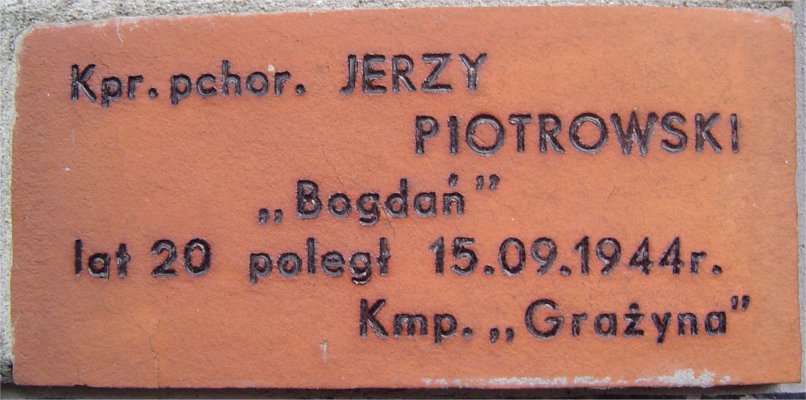 Kpr. pchor. JERZY
PIOTROWSKI
„Bogdań”
lat 20 poległ 15.09.1944r.
Kmp. „Grażyna”